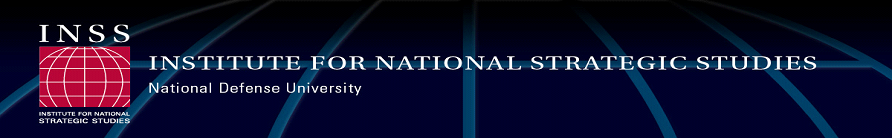 INSS
INSTITUTE FOR NATIONAL STRATEGIC STUDIES
National Defense University
INSTITUTE FOR NATIONAL
STRATEGIC STUDIES